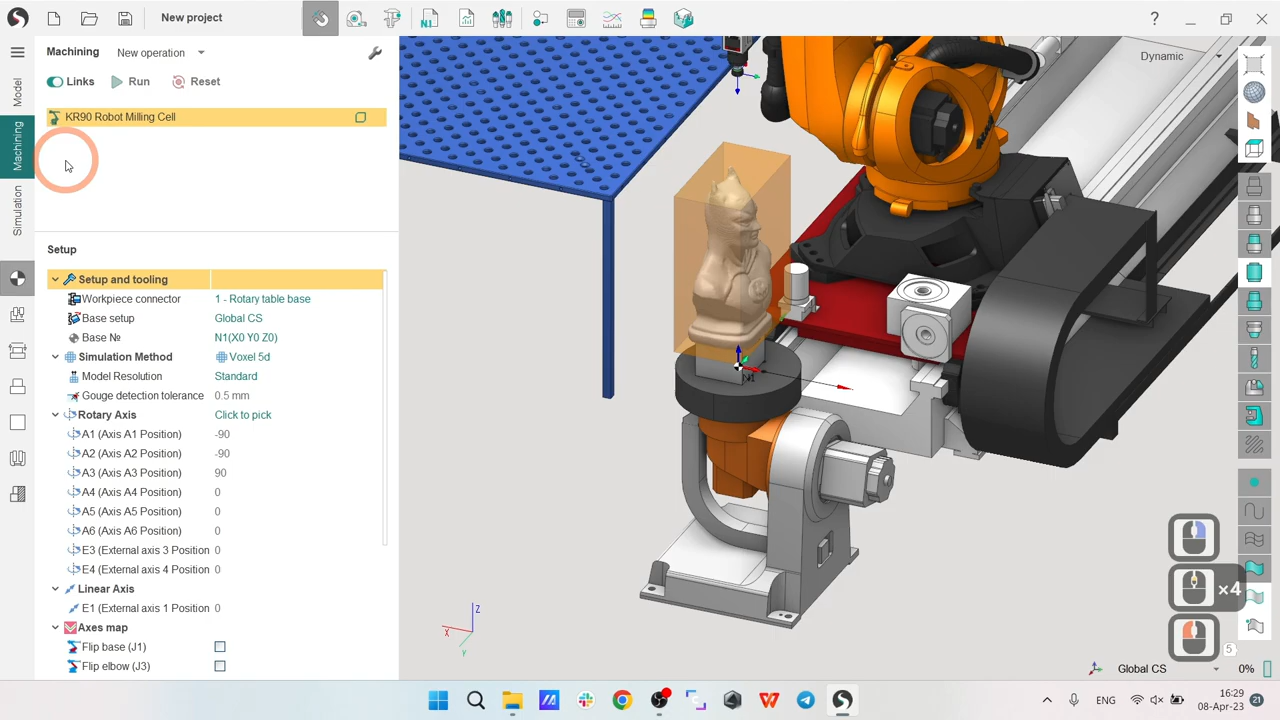 New project
?
Machining
New operation
Dynamic
Links
Run
Reset
Model
Machining
Simulation
KR90 Robot Milling Cell
Setup
Setup and tooling
Workpiece connector
1 - Rotary table base
Base setup
Global CS
Base №
N1(X0 Y0 Z0)
Simulation Method
Voxel 5d
Model Resolution
Standard
Gouge detection tolerance
0.5 mm
Rotary Axis
Click to pick
A1 (Axis A1 Position)
-90
A2 (Axis A2 Position)
-90
A3 (Axis A3 Position)
90
A4 (Axis A4 Position)
0
A5 (Axis A5 Position)
0
A6 (Axis A6 Position)
0
E3 (External axis 3 Position
0
E4 (External axis 4 Position
0
Linear Axis
E1 (External axis 1 Position
0
Axes map
Flip base (J1)
Flip elbow (J3)
N1
X
Y
Z
×4
5
Global CS
0%
ENG
16:29
08-Apr-23
21